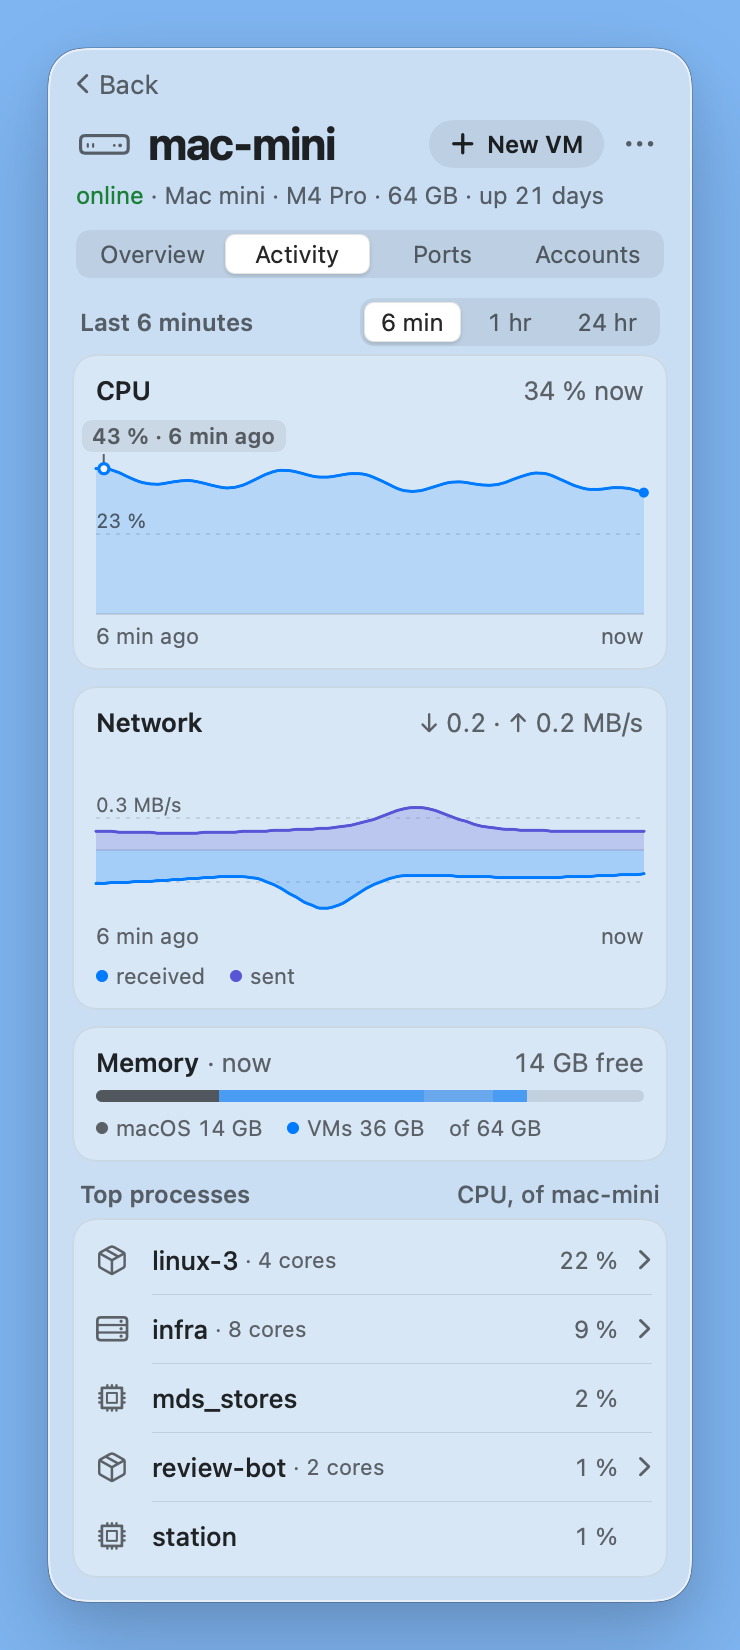 Back
mac-mini
+ New VM ···
online · Mac mini · M4 Pro · 64 GB · up 21 days
Overview Activity Ports Accounts
Last 6 minutes 6 min 1 hr 24 hr
CPU 34 % now
43 % · 6 min ago
23 %
6 min ago now
Network ↓ 0.2 · ↑ 0.2 MB/s
0.3 MB/s
6 min ago now
received sent
Memory · now 14 GB free
macOS 14 GB VMs 36 GB of 64 GB
Top processes CPU, of mac-mini
linux-3 · 4 cores 22 %
infra · 8 cores 9 %
mds_stores 2 %
review-bot · 2 cores 1 %
station 1 %